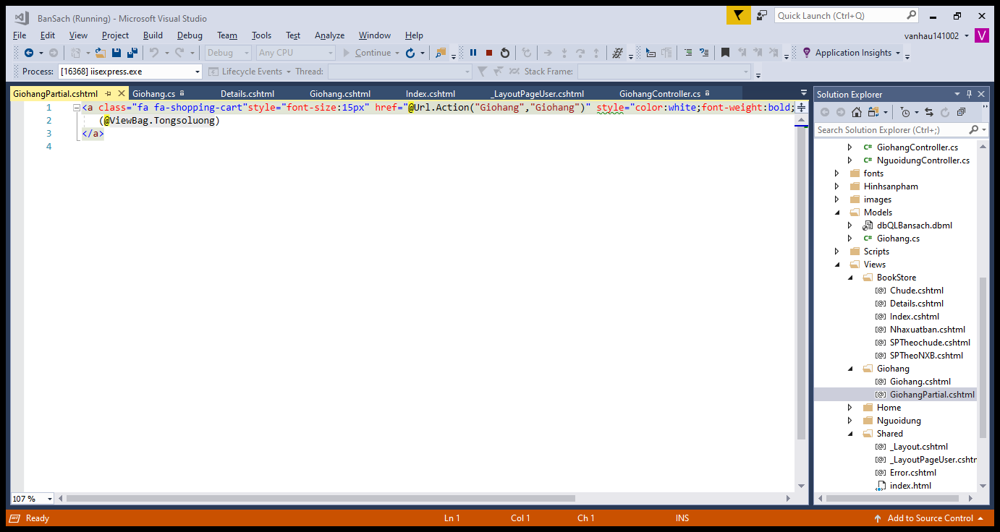 BanSach (Running) - Microsoft Visual Studio
Quick Launch (Ctrl+Q)
File Edit View Project Build Debug Team Tools Test Analyze Window Help
vanhau141002 V
Debug Any CPU Continue Application Insights
Process: [16368] iisexpress.exe Lifecycle Events Thread: Stack Frame:
GiohangPartial.cshtml Giohang.cs Details.cshtml Giohang.cshtml Index.cshtml _LayoutPageUser.cshtml GiohangController.cs
1 <a class="fa fa-shopping-cart"style="font-size:15px" href="@Url.Action("Giohang","Giohang")" style="color:white;font-weight:bold;
2 (@ViewBag.Tongsoluong)
3 </a>
4
107 %
Solution Explorer
Search Solution Explorer (Ctrl+;)
C# GiohangController.cs
C# NguoidungController.cs
fonts
Hinhsanpham
images
Models
dbQLBansach.dbml
C# Giohang.cs
Scripts
Views
BookStore
[@] Chude.cshtml
[@] Details.cshtml
[@] Index.cshtml
[@] Nhaxuatban.cshtml
[@] SPTheochude.cshtml
[@] SPTheoNXB.cshtml
Giohang
[@] Giohang.cshtml
[@] GiohangPartial.cshtml
Home
Nguoidung
Shared
[@] _Layout.cshtml
[@] _LayoutPageUser.cshtr
[@] Error.cshtml
index.html
Ready Ln 1 Col 1 Ch 1 INS Add to Source Control